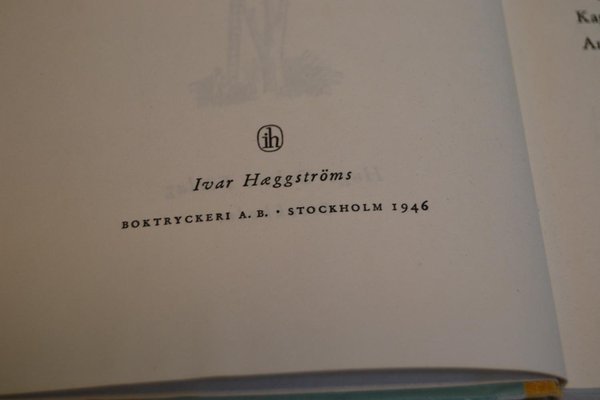 ih
Ivar Hæggströms
BOKTRYCKERI A. B. · STOCKHOLM 1946